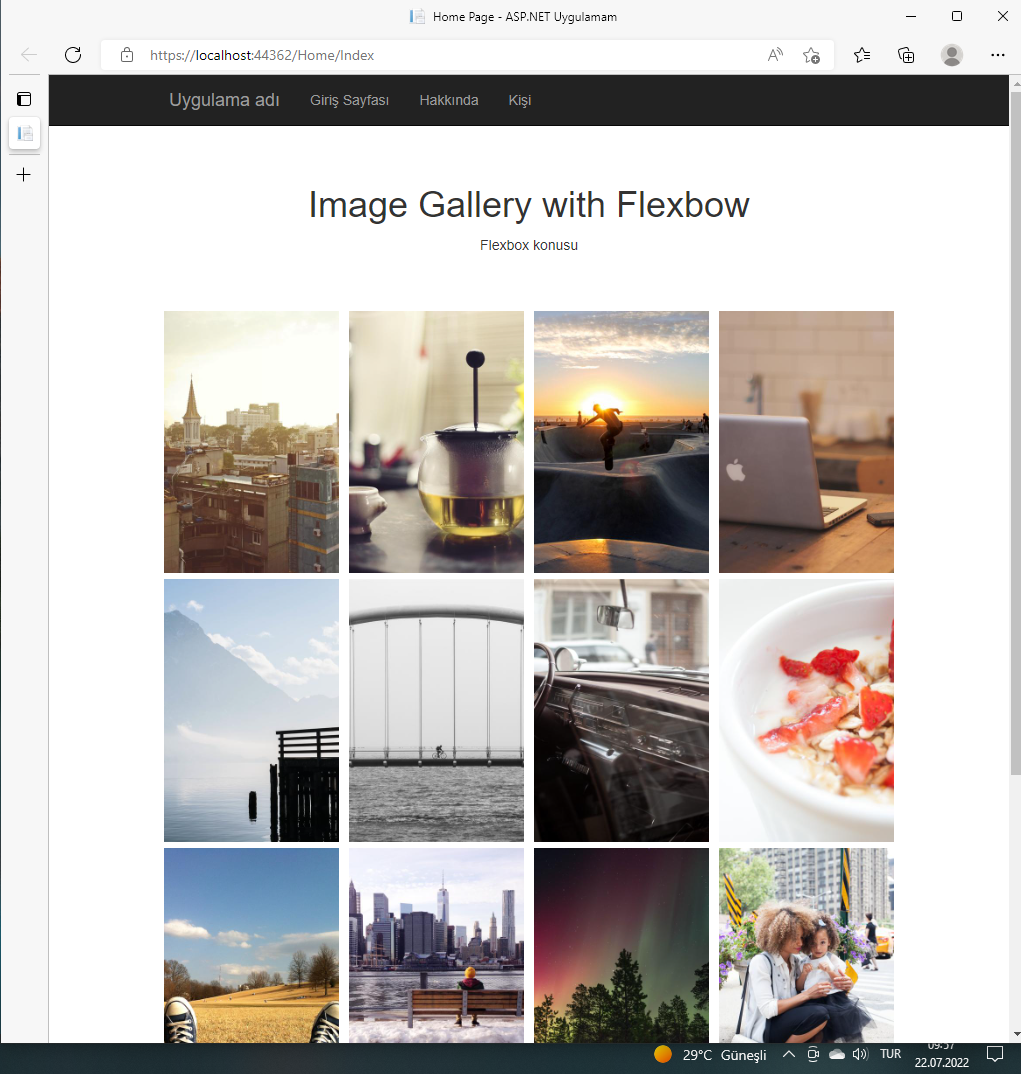 Home Page - ASP.NET Uygulamam
https://localhost:44362/Home/Index
Uygulama adı Giriş Sayfası Hakkında Kişi
Image Gallery with Flexbow
Flexbox konusu
29°C Güneşli TUR 09:57
22.07.2022